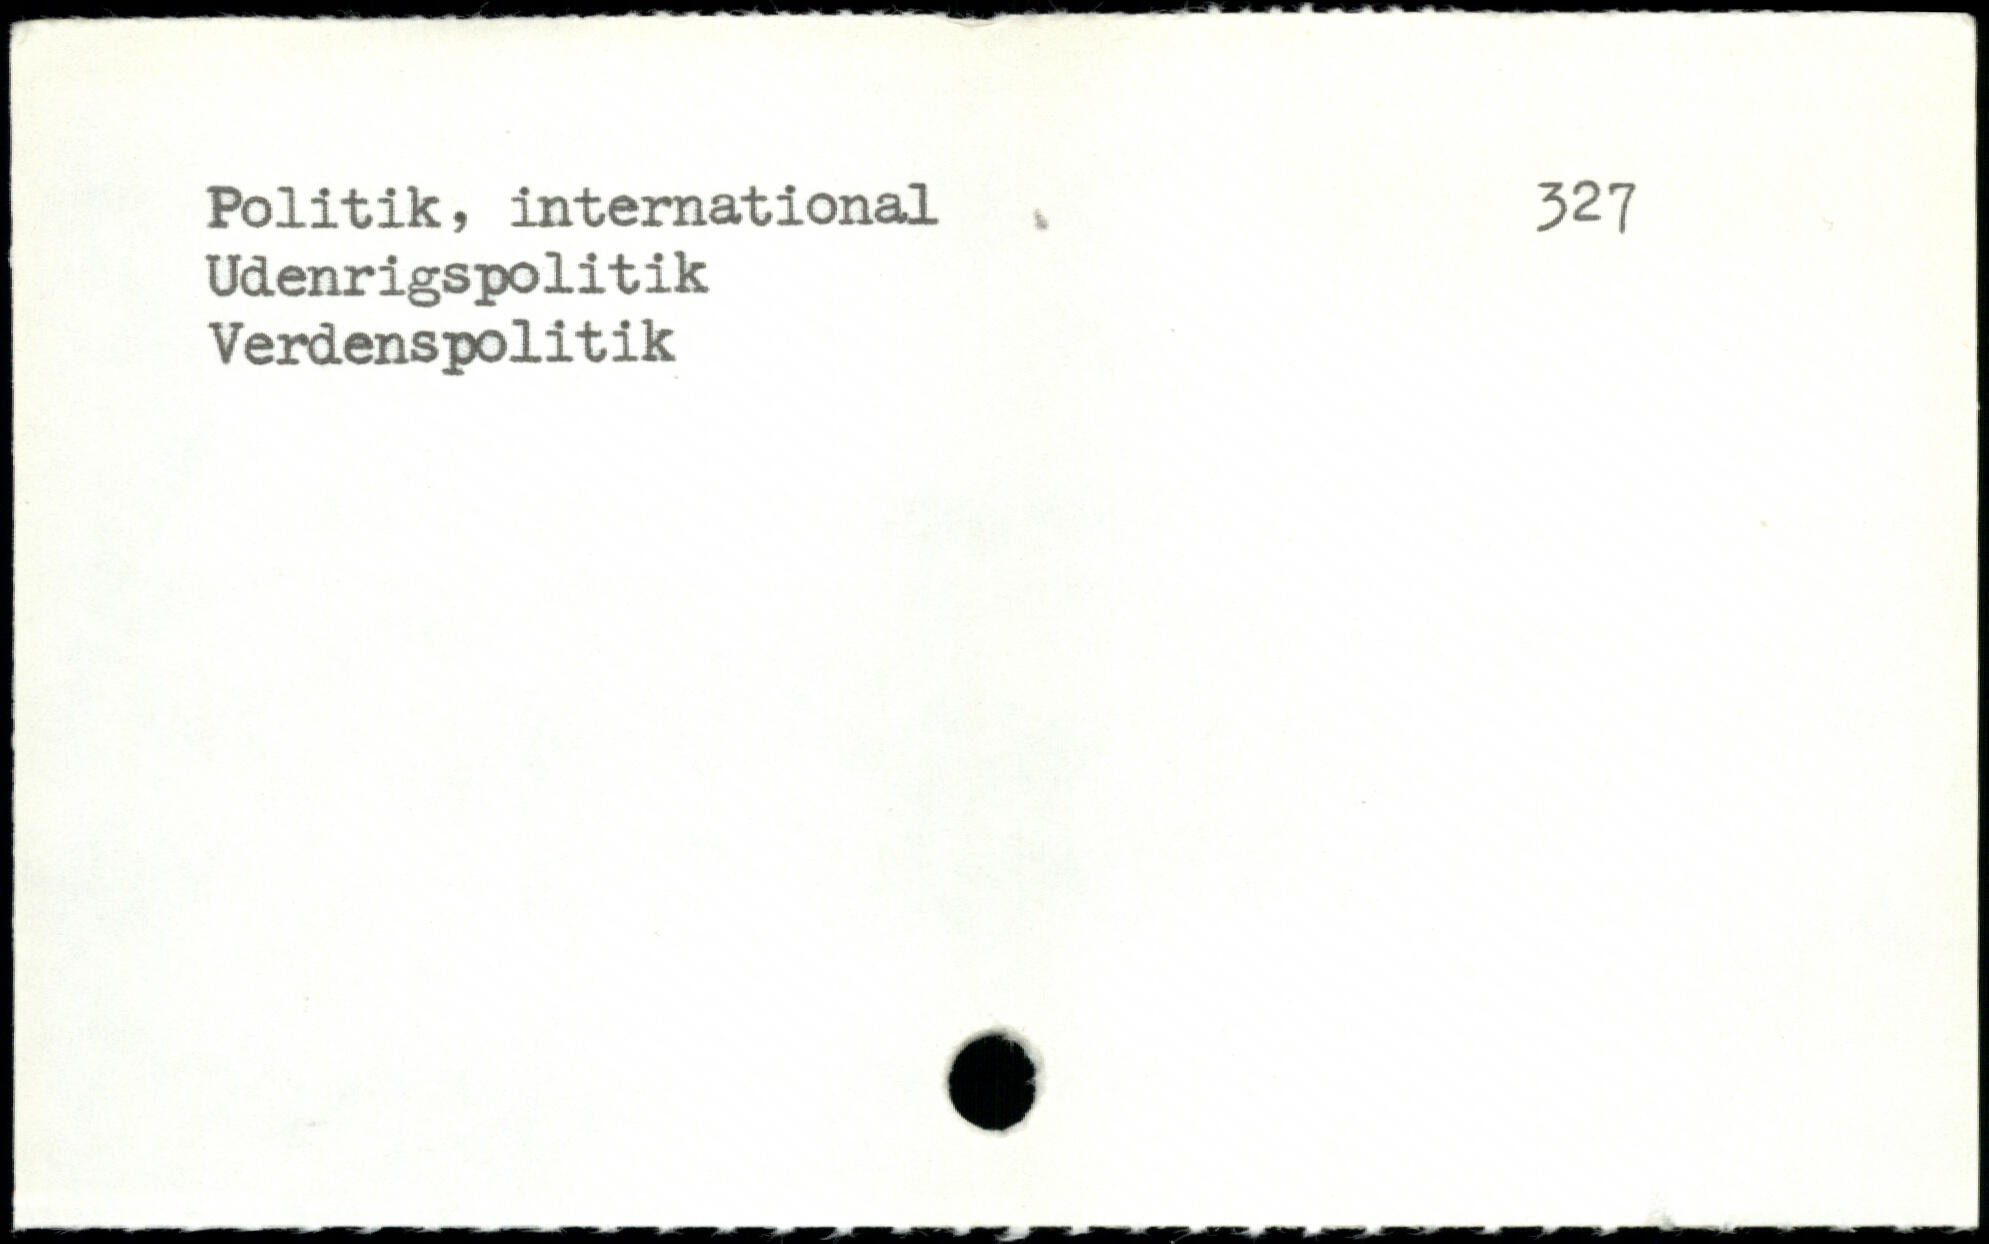 Politik, international 327
Udenrigspolitik
Verdenspolitik